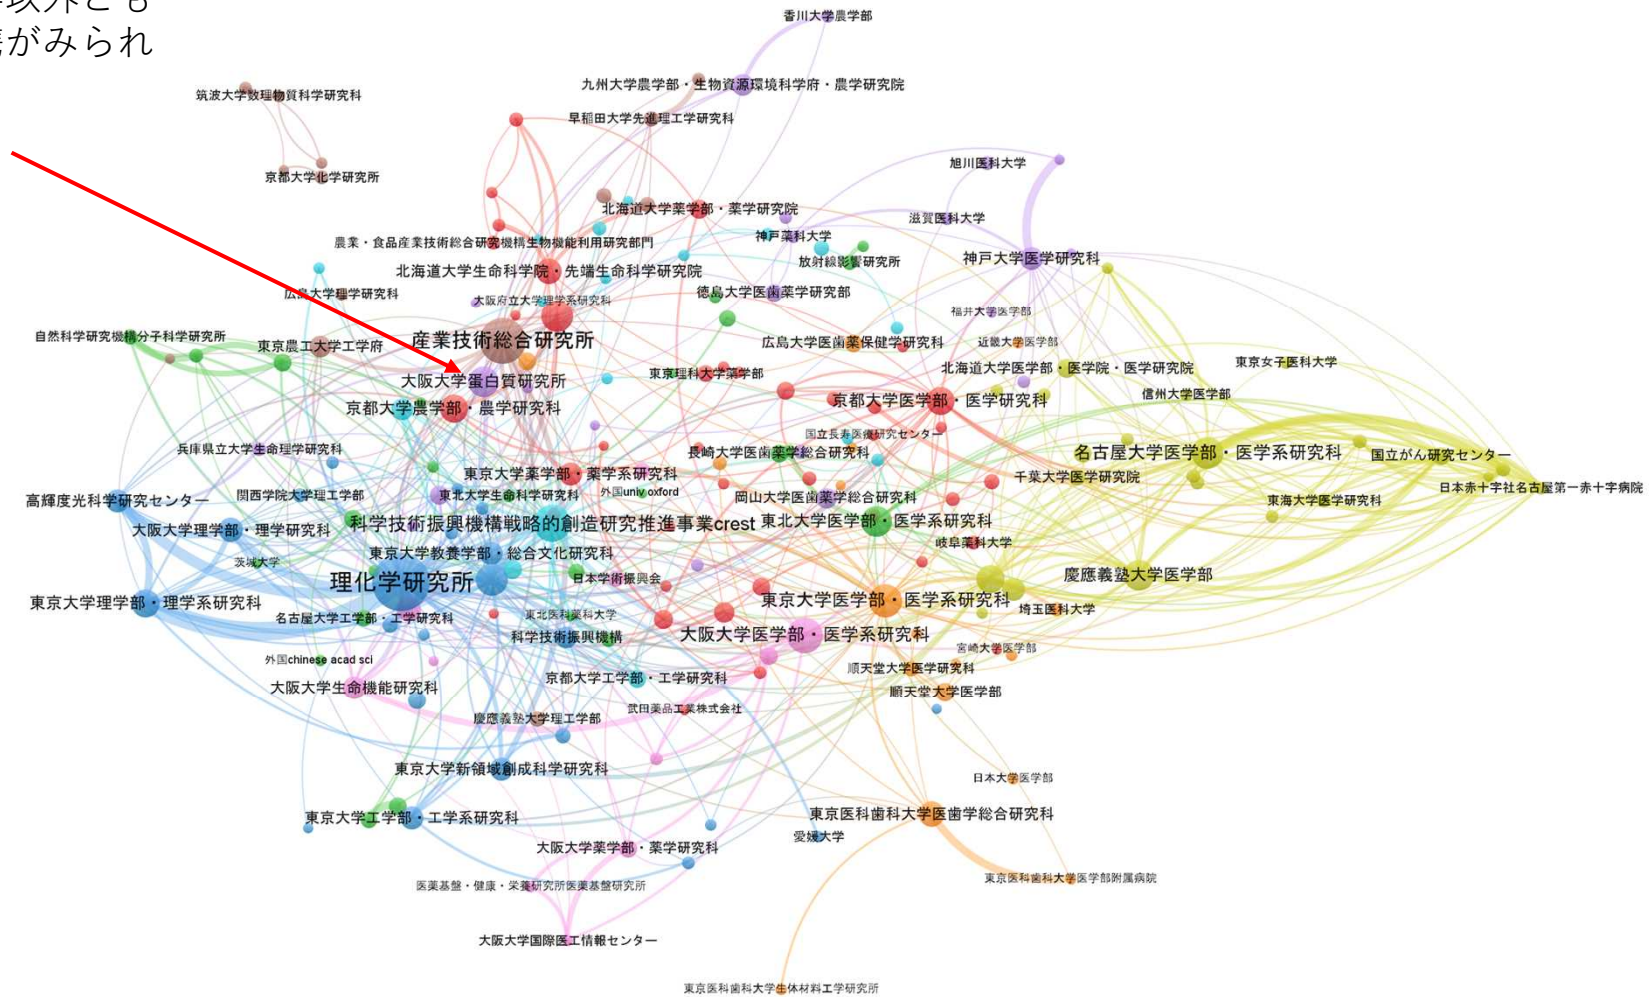 以外とも
がみられ
香川大学農学部
九州大学農学部・生物資源環境科学府・農学研究院
筑波大学数理物質科学研究科
早稲田大学先進理工学研究科
旭川医科大学
京都大学化学研究所
北海道大学薬学部・薬学研究院
滋賀医科大学
神戸薬科大学
農業・食品産業技術総合研究機構生物機能利用研究部門
神戸大学医学研究科
放射線影響研究所
北海道大学生命科学院・先端生命科学研究院
広島大学理学研究科
徳島大学医歯薬学研究部
大阪府立大学理学系研究科
福井大学医学部
自然科学研究機構分子科学研究所
産業技術総合研究所
東京農工大学工学府
広島大学医歯薬保健学研究科
近畿大学医学部
東京女子医科大学
北海道大学医学部・医学院・医学研究院
東京理科大学薬学部
大阪大学蛋白質研究所
信州大学医学部
京都大学医学部・医学研究科
京都大学農学部・農学研究科
国立長寿医療研究センター
兵庫県立大学生命理学研究科
長崎大学医歯薬学総合研究科
名古屋大学医学部・医学系研究科
国立がん研究センター
東京大学薬学部・薬学系研究科
千葉大学医学研究院
日本赤十字社名古屋第一赤十字病院
関西学院大学理工学部
東北大学生命科学研究科
外国univ oxford
岡山大学医歯薬学総合研究科
高輝度光科学研究センター
東海大学医学研究科
大阪大学理学部・理学研究科
科学技術振興機構戦略的創造研究推進事業crest
東北大学医学部・医学系研究科
岐阜薬科大学
東京大学教養学部・総合文化研究科
茨城大学
理化学研究所
日本学術振興会
慶應義塾大学医学部
東京大学理学部・理学系研究科
東京大学医学部・医学系研究科
埼玉医科大学
名古屋大学工学部・工学研究科
東北医科薬科大学
科学技術振興機構
大阪大学医学部・医学系研究科
宮崎大学医学部
外国chinese acad sci
順天堂大学医学研究科
京都大学工学部・工学研究科
大阪大学生命機能研究科
順天堂大学医学部
武田薬品工業株式会社
慶應義塾大学理工学部
東京大学新領域創成科学研究科
日本大学医学部
東京大学工学部・工学系研究科
東京医科歯科大学医歯学総合研究科
愛媛大学
大阪大学薬学部・薬学研究科
東京医科歯科大学医学部附属病院
医薬基盤・健康・栄養研究所医薬基盤研究所
大阪大学国際医工情報センター
東京医科歯科大学生体材料工学研究所